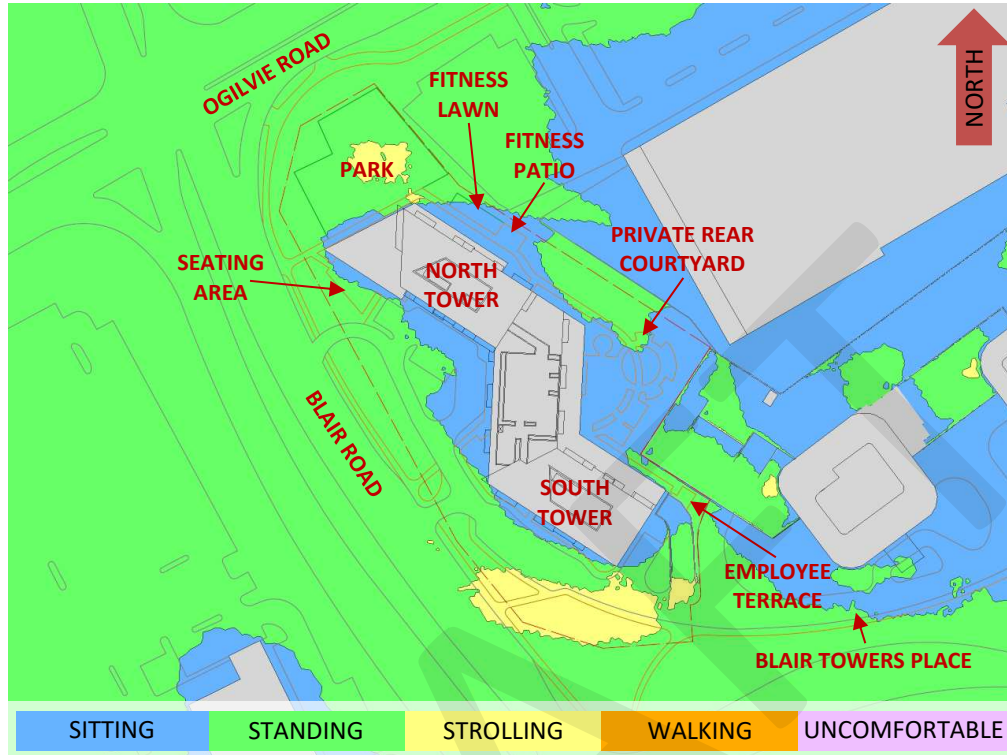 NORTH
OGILVIE ROAD
FITNESS
LAWN
FITNESS
PATIO
PARK
PRIVATE REAR
COURTYARD
SEATING
AREA
NORTH
TOWER
BLAIR ROAD
SOUTH
TOWER
EMPLOYEE
TERRACE
BLAIR TOWERS PLACE
SITTING
STANDING
STROLLING
WALKING
UNCOMFORTABLE